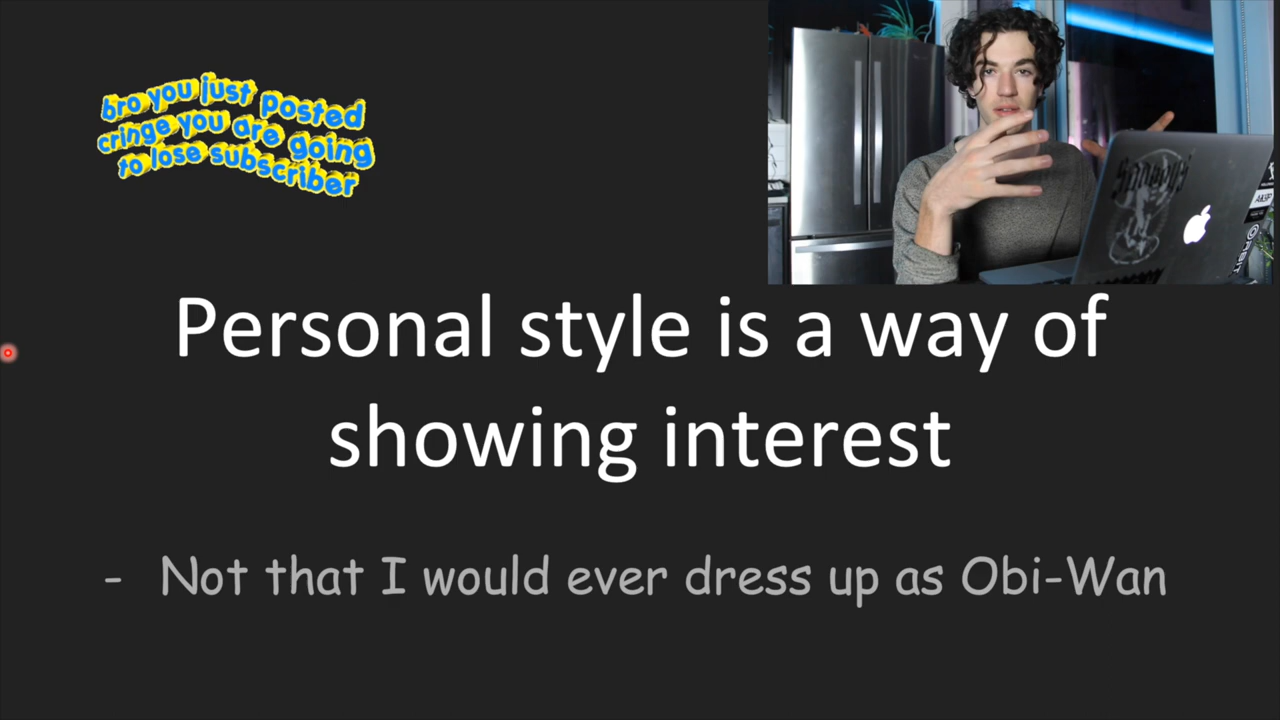 bro you just posted
cringe you are going
to lose subscriber
Personal style is a way of
showing interest
- Not that I would ever dress up as Obi-Wan